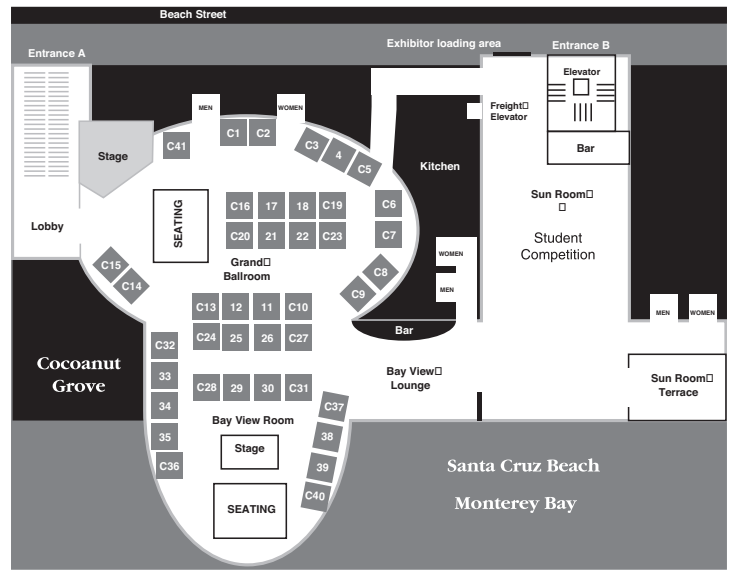 Beach Street
Exhibitor loading area
Entrance A
Entrance B
Elevator
MEN
WOMEN
Freight□
Elevator
C1
C2
C41
C3
4
C5
Stage
Bar
Kitchen
Sun Room□
□
C16
17
18
C19
C6
SEATING
Lobby
C20
21
22
C23
C7
Student
Competition
WOMEN
Grand□
Ballroom
C15
C14
C8
C9
MEN
C13
12
11
C10
MEN
WOMEN
Bar
C24
25
26
C27
C32
Cocoanut
Grove
33
Bay View□
Lounge
Sun Room□
Terrace
C28
29
30
C31
34
C37
Bay View Room
35
38
Stage
C36
39
Santa Cruz Beach
C40
SEATING
Monterey Bay